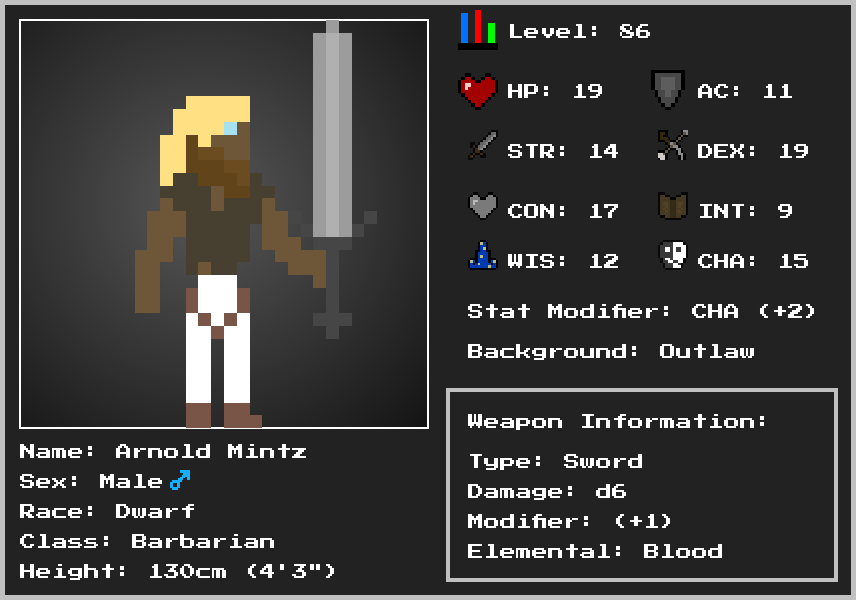 Level: 86
HP: 19
AC: 11
STR: 14
DEX: 19
CON: 17
INT: 9
WIS: 12
CHA: 15
Stat Modifier: CHA (+2)
Background: Outlaw
Name: Arnold Mintz
Sex: Male♂
Race: Dwarf
Class: Barbarian
Height: 130cm (4'3")
Weapon Information:
Type: Sword
Damage: d6
Modifier: (+1)
Elemental: Blood